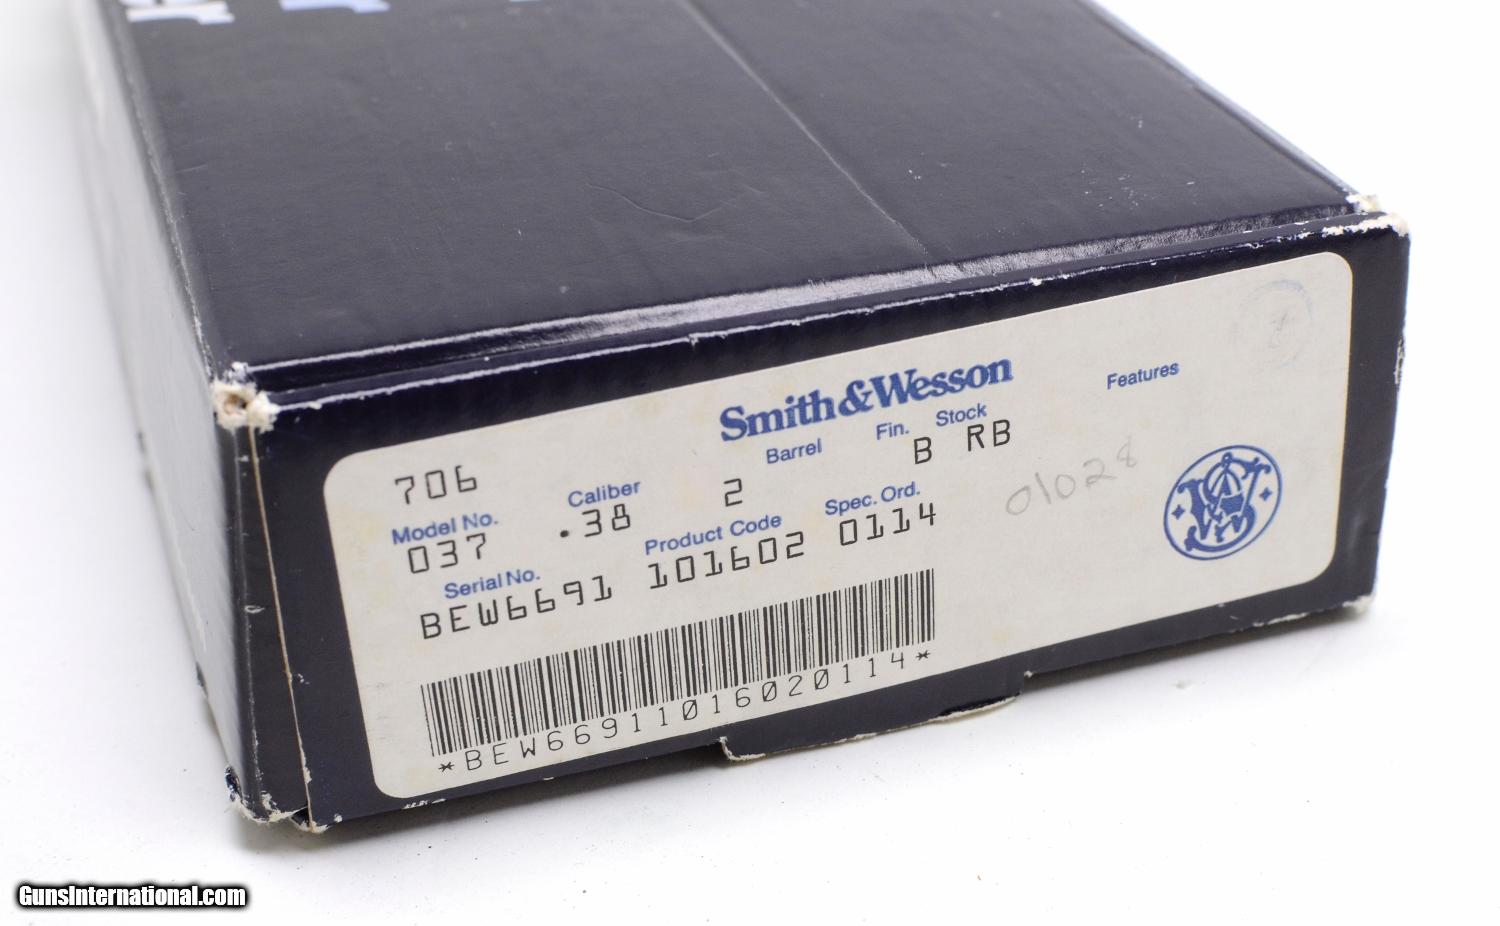 Smith & Wesson
706
Caliber
Barrel
Fin.
Stock
Features
Model No.
.38
2
B
RB
037
Product Code
Spec. Ord.
Serial No.
101602
0114
01028
BEW6691
*BEW66911016020114*
GunsInternational.com